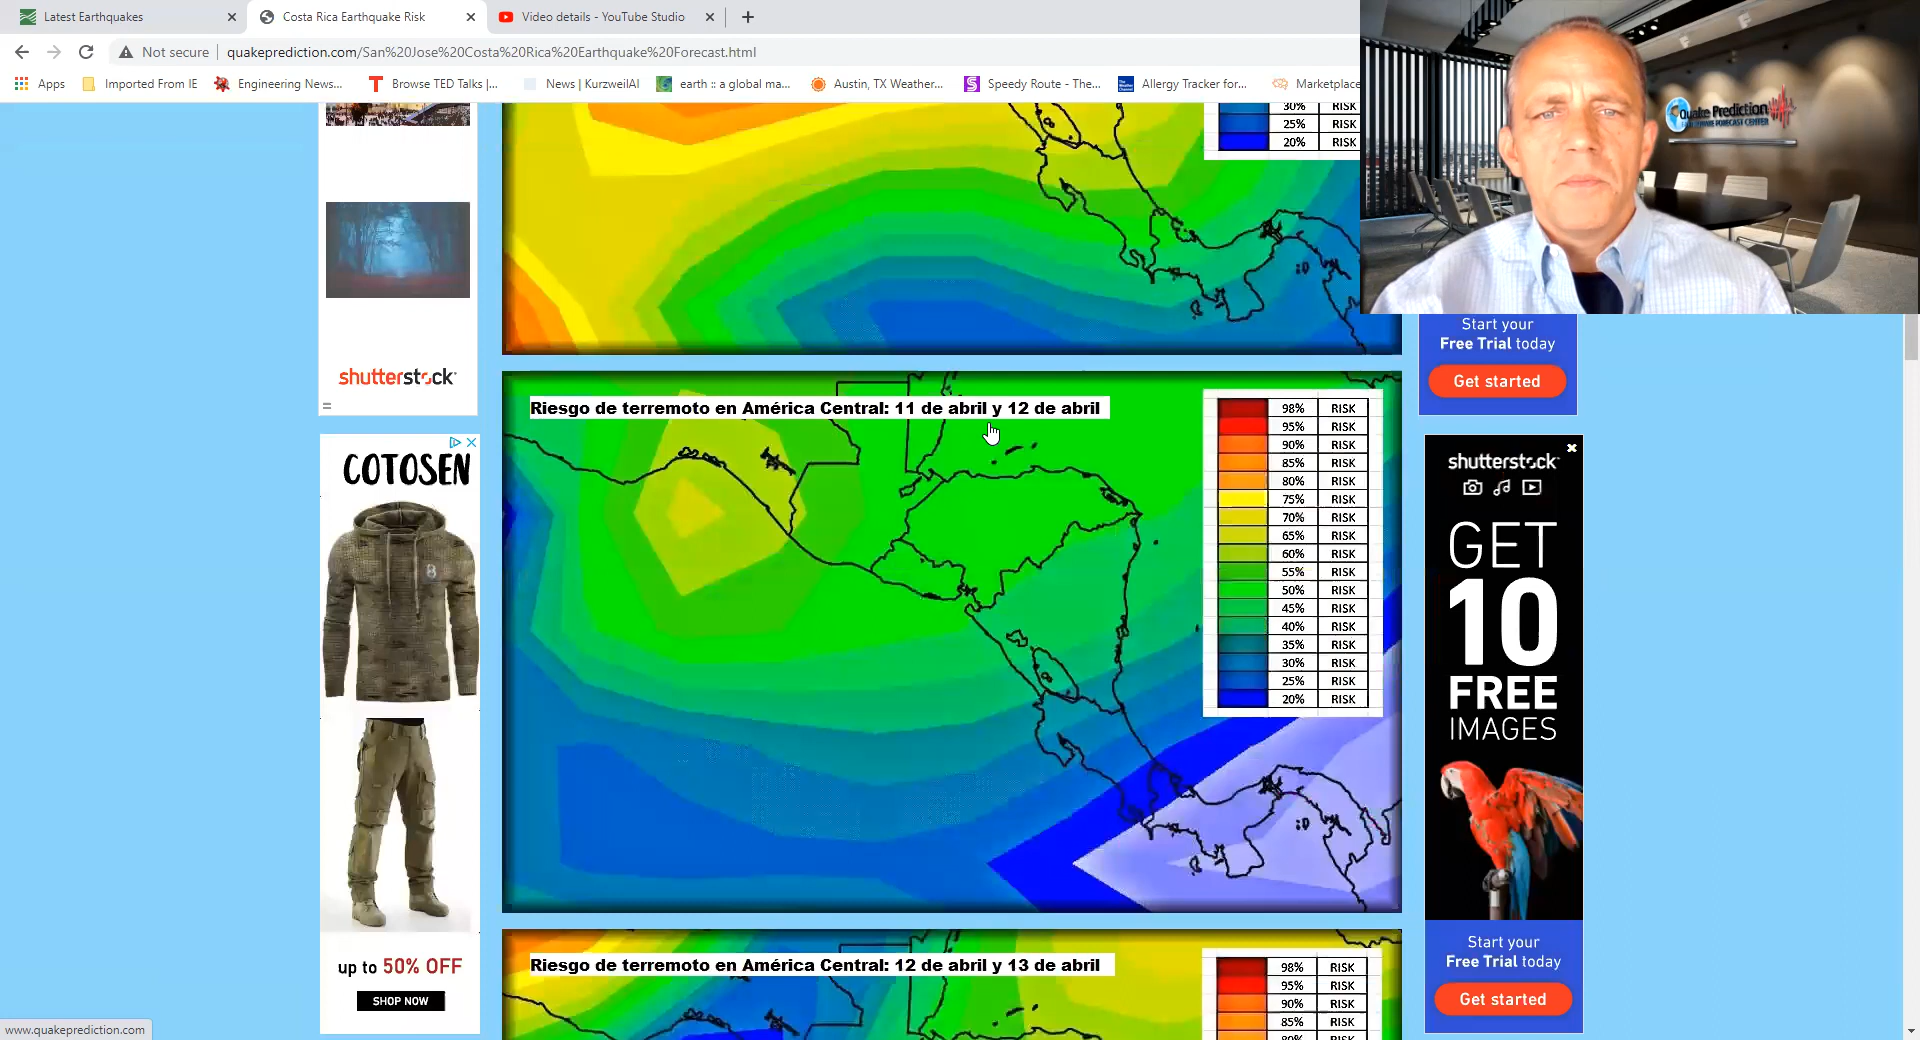 Latest Earthquakes
Costa Rica Earthquake Risk
Video details - YouTube Studio
Not secure
quakeprediction.com/San%20Jose%20Costa%20Rica%20Earthquake%20Forecast.html
Apps
Imported From IE
Engineering News...
Browse TED Talks |...
News | KurzweilAI
earth :: a global ma...
Austin, TX Weather...
Speedy Route - The...
Allergy Tracker for...
Marketplace
30% RISK
25% RISK
20% RISK
Quake Prediction
EARTHQUAKE FORECAST CENTER
shutterstock
Start your
Free Trial today
Get started
Riesgo de terremoto en América Central: 11 de abril y 12 de abril
98% RISK
95% RISK
90% RISK
85% RISK
80% RISK
75% RISK
70% RISK
65% RISK
60% RISK
55% RISK
50% RISK
45% RISK
40% RISK
35% RISK
30% RISK
25% RISK
20% RISK
COTOSEN
up to 50% OFF
SHOP NOW
shutterstock
GET
10
FREE
IMAGES
Start your
Free Trial today
Get started
Riesgo de terremoto en América Central: 12 de abril y 13 de abril
98% RISK
95% RISK
90% RISK
85% RISK
80% RISK
www.quakeprediction.com